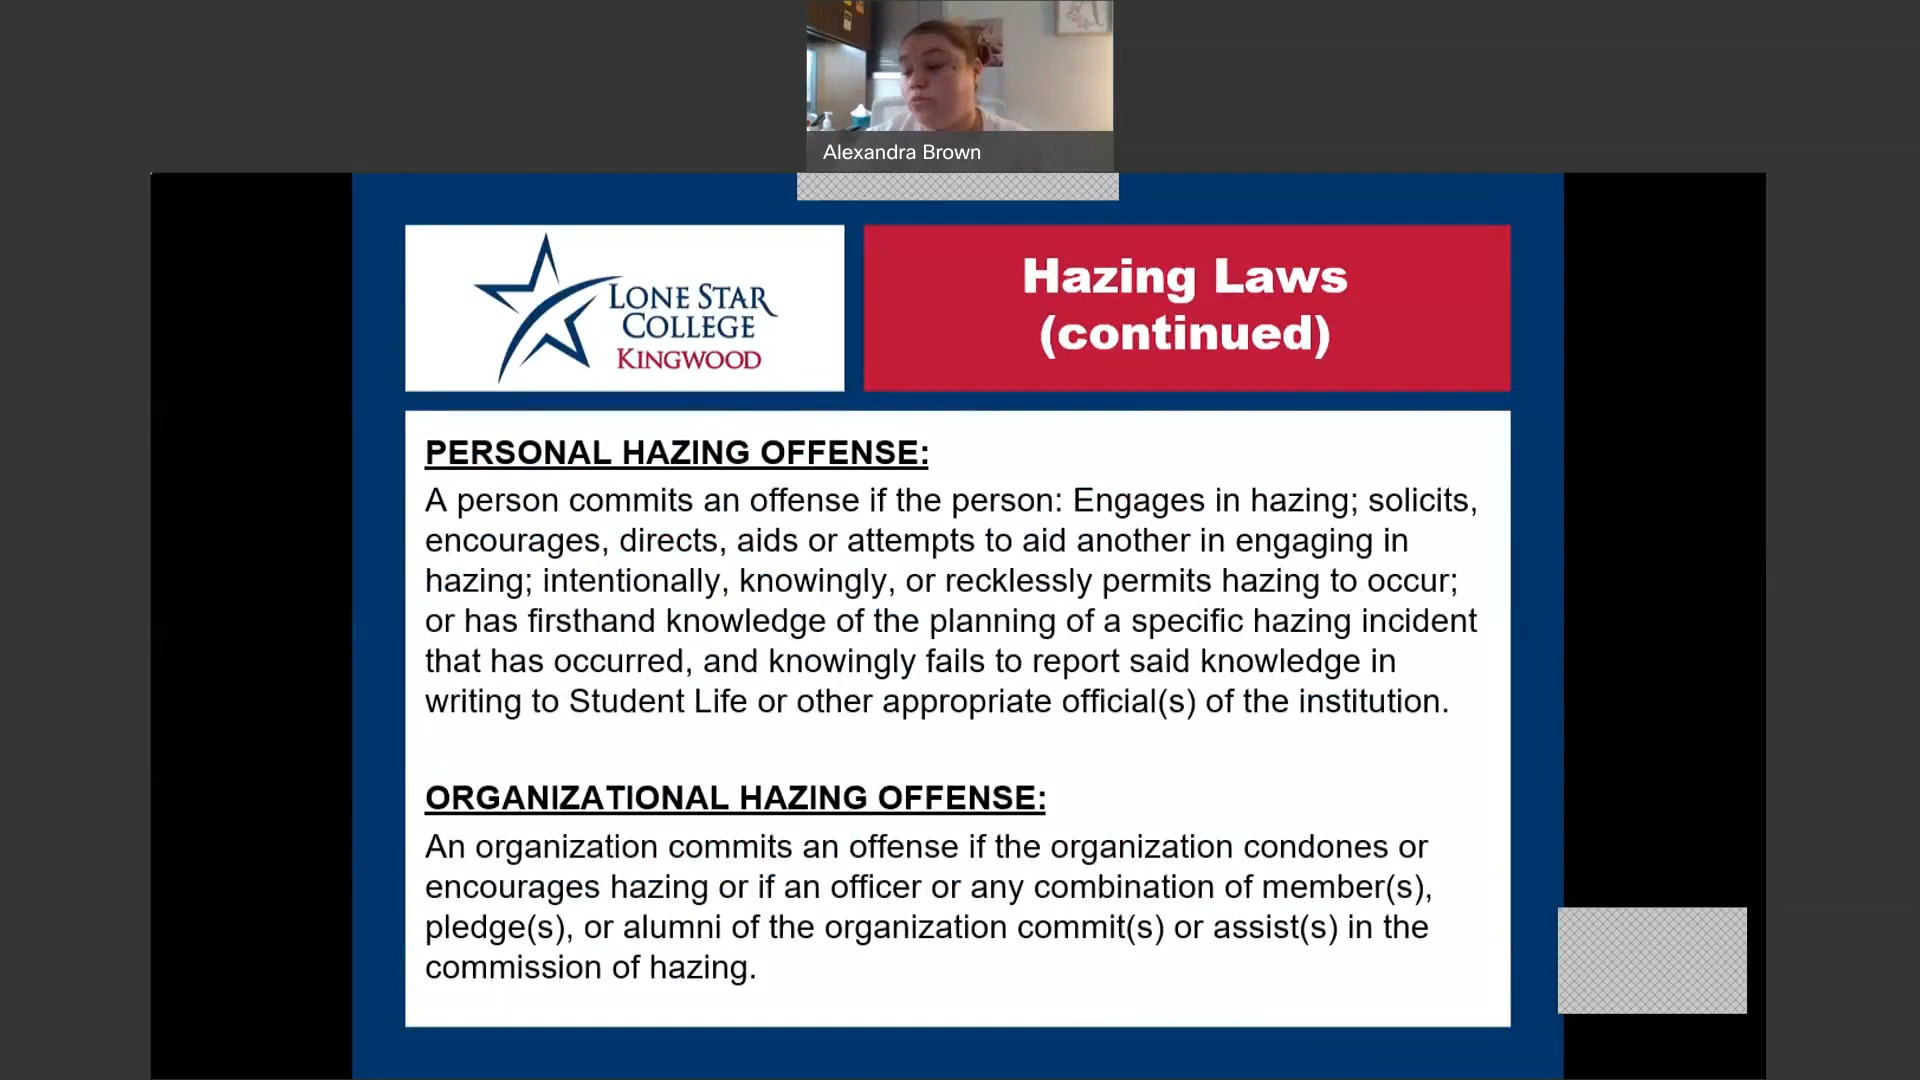 Alexandra Brown
LONE STAR
COLLEGE
KINGWOOD
Hazing Laws
(continued)
PERSONAL HAZING OFFENSE:
A person commits an offense if the person: Engages in hazing; solicits,
encourages, directs, aids or attempts to aid another in engaging in
hazing; intentionally, knowingly, or recklessly permits hazing to occur;
or has firsthand knowledge of the planning of a specific hazing incident
that has occurred, and knowingly fails to report said knowledge in
writing to Student Life or other appropriate official(s) of the institution.
ORGANIZATIONAL HAZING OFFENSE:
An organization commits an offense if the organization condones or
encourages hazing or if an officer or any combination of member(s),
pledge(s), or alumni of the organization commit(s) or assist(s) in the
commission of hazing.